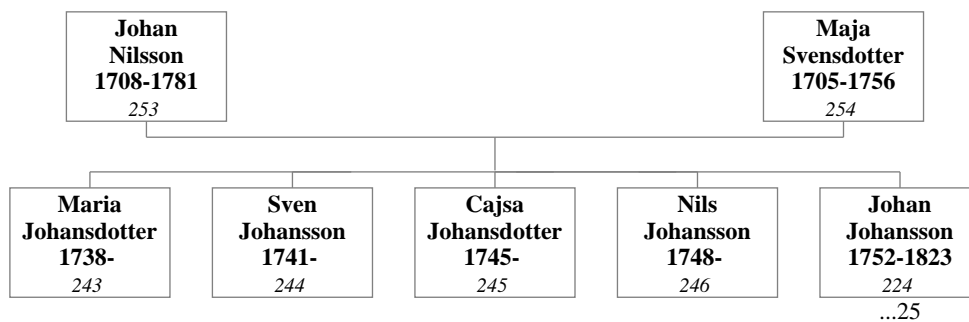 Johan
Nilsson
1708-1781
253
Maja
Svensdotter
1705-1756
254
Maria
Johansdotter
1738-
243
Sven
Johansson
1741-
244
Cajsa
Johansdotter
1745-
245
Nils
Johansson
1748-
246
Johan
Johansson
1752-1823
224
...25